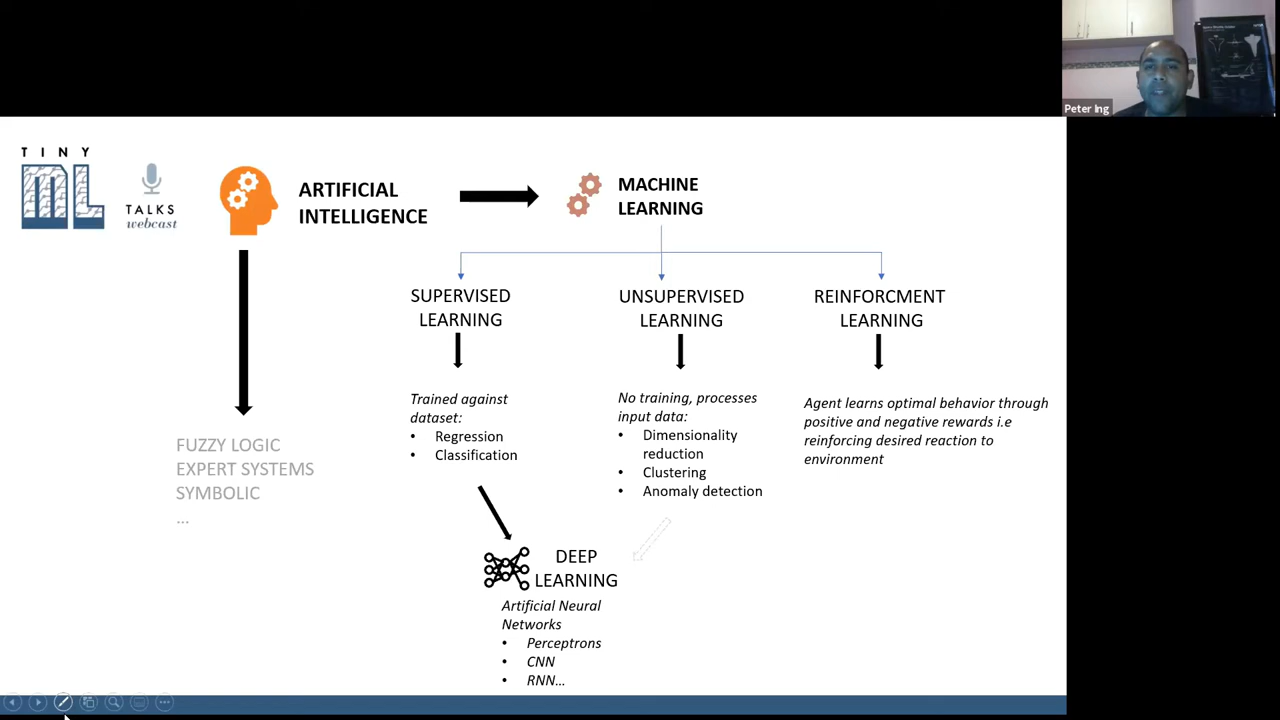 Peter Ing
TINY
ML
TALKS
webcast
ARTIFICIAL
INTELLIGENCE
MACHINE
LEARNING
SUPERVISED
LEARNING
UNSUPERVISED
LEARNING
REINFORCMENT
LEARNING
Trained against
dataset:
• Regression
• Classification
No training, processes
input data:
• Dimensionality
reduction
• Clustering
• Anomaly detection
Agent learns optimal behavior through
positive and negative rewards i.e
reinforcing desired reaction to
environment
FUZZY LOGIC
EXPERT SYSTEMS
SYMBOLIC
...
DEEP
LEARNING
Artificial Neural
Networks
• Perceptrons
• CNN
• RNN...